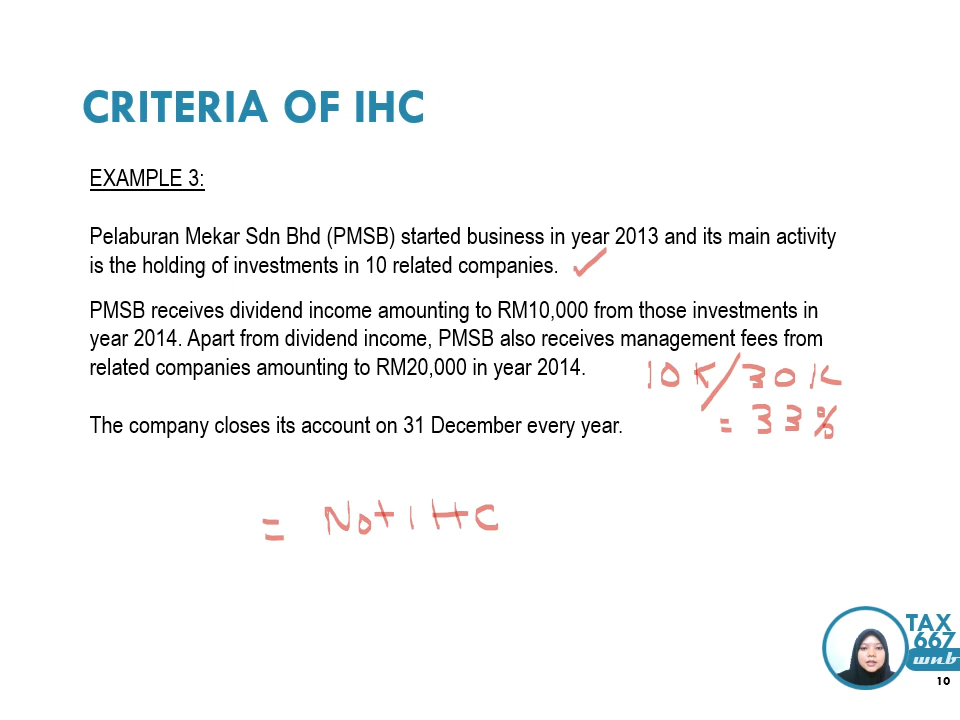 CRITERIA OF IHC
EXAMPLE 3:
Pelaburan Mekar Sdn Bhd (PMSB) started business in year 2013 and its main activity
is the holding of investments in 10 related companies.
PMSB receives dividend income amounting to RM10,000 from those investments in
year 2014. Apart from dividend income, PMSB also receives management fees from
related companies amounting to RM20,000 in year 2014.
10K/30K
The company closes its account on 31 December every year.
= 33%
= Not IHC
TAX
667
wnb
10